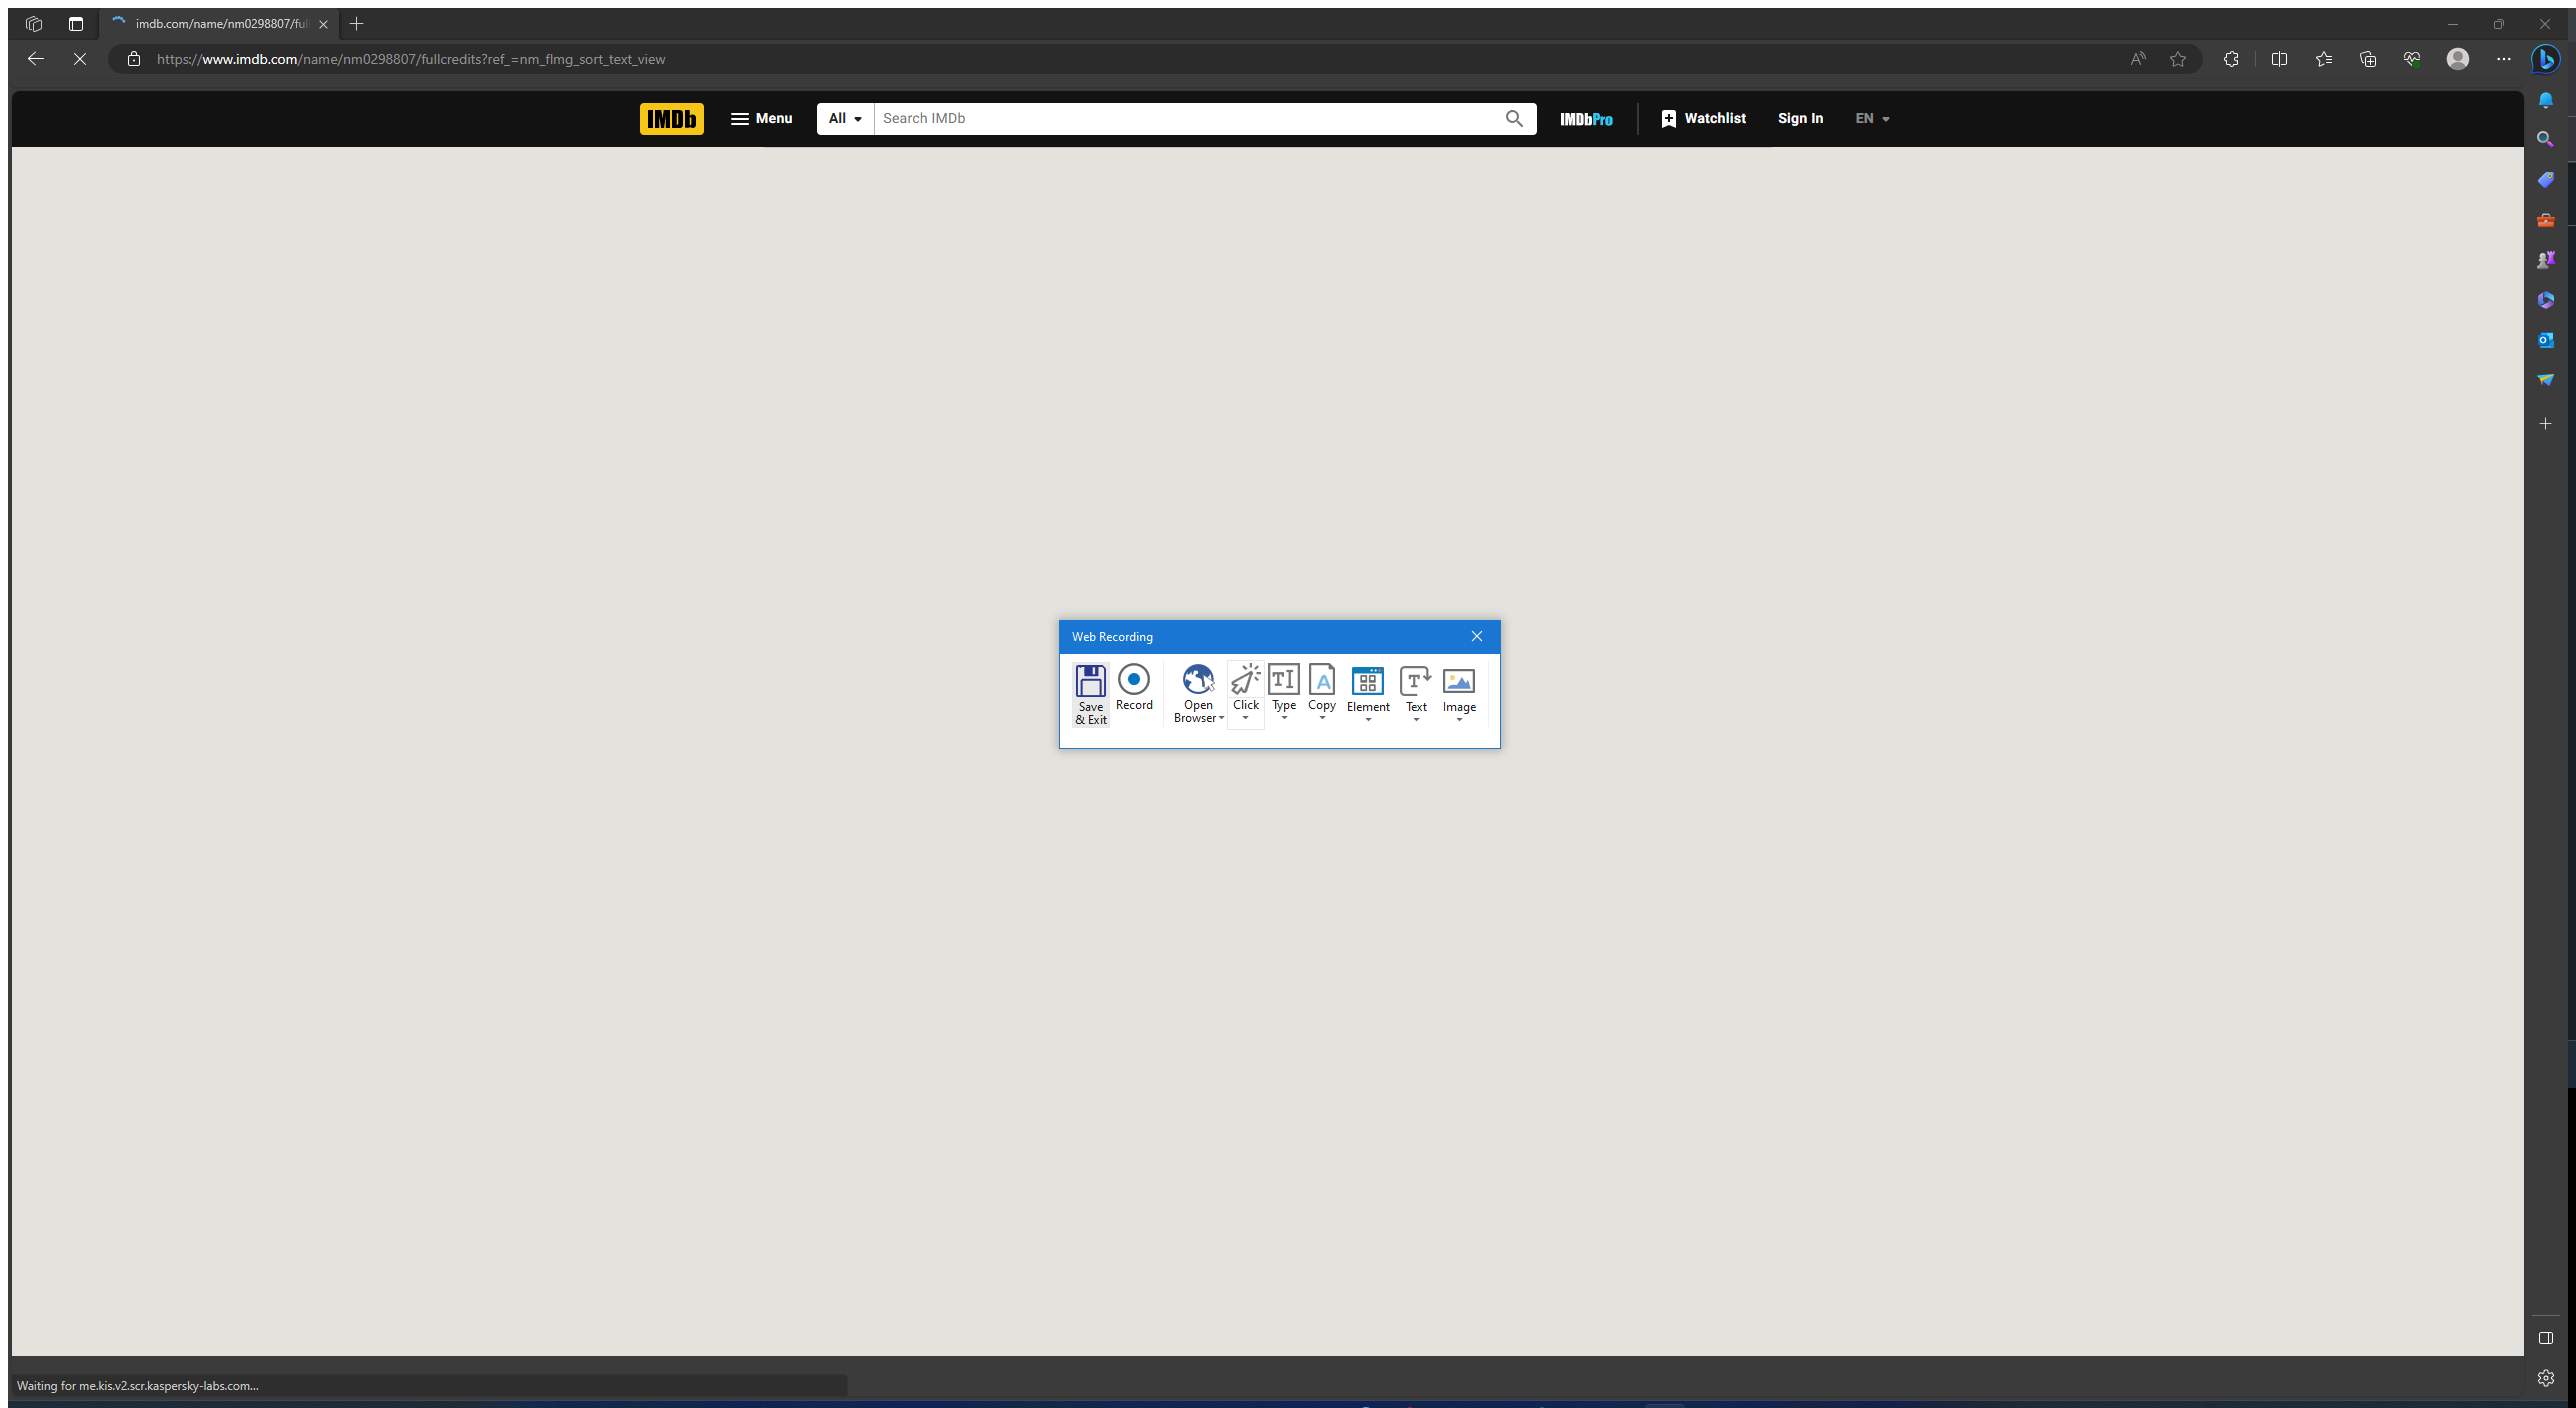 imdb.com/name/nm0298807/ful
https://www.imdb.com/name/nm0298807/fullcredits?ref_=nm_flmg_sort_text_view
IMDb Menu All Search IMDb IMDbPro Watchlist Sign In EN
Web Recording
Save & Exit
Record
Open Browser
Click
Type
Copy
Element
Text
Image
Waiting for me.kis.v2.scr.kaspersky-labs.com...